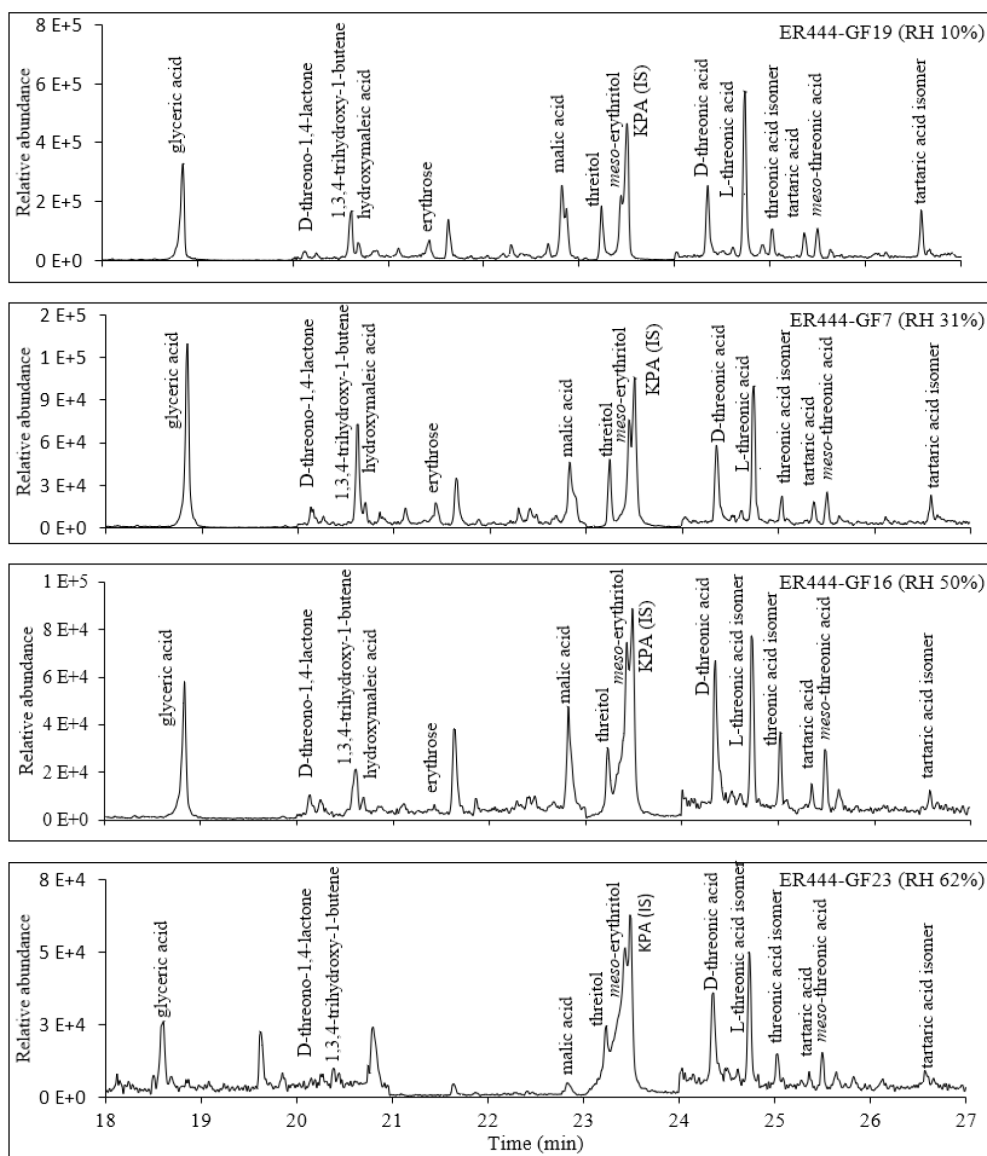 ER444-GF19 (RH 10%)
Relative abundance
8 E+5
6 E+5
4 E+5
2 E+5
0 E+0
glyceric acid
D-threono-1,4-lactone
1,3,4-trihydroxy-1-butene
hydroxymaleic acid
erythrose
malic acid
threitol
meso-erythritol
KPA (IS)
D-threonic acid
L-threonic acid
threonic acid isomer
tartaric acid
meso-threonic acid
tartaric acid isomer
ER444-GF7 (RH 31%)
Relative abundance
2 E+5
1 E+5
9 E+4
6 E+4
3 E+4
0 E+0
glyceric acid
D-threono-1,4-lactone
1,3,4-trihydroxy-1-butene
hydroxymaleic acid
erythrose
malic acid
threitol
meso-erythritol
KPA (IS)
D-threonic acid
L-threonic acid
threonic acid isomer
tartaric acid
meso-threonic acid
tartaric acid isomer
ER444-GF16 (RH 50%)
Relative abundance
1 E+5
8 E+4
6 E+4
4 E+4
2 E+4
0 E+0
glyceric acid
D-threono-1,4-lactone
1,3,4-trihydroxy-1-butene
hydroxymaleic acid
erythrose
malic acid
threitol
meso-erythritol
KPA (IS)
D-threonic acid
L-threonic acid isomer
threonic acid isomer
tartaric acid
meso-threonic acid
tartaric acid isomer
ER444-GF23 (RH 62%)
Relative abundance
8 E+4
5 E+4
3 E+4
0 E+0
glyceric acid
D-threono-1,4-lactone
1,3,4-trihydroxy-1-butene
malic acid
threitol
meso-erythritol
KPA (IS)
D-threonic acid
L-threonic acid isomer
threonic acid isomer
tartaric acid
meso-threonic acid
tartaric acid isomer
18 19 20 21 22 23 24 25 26 27
Time (min)